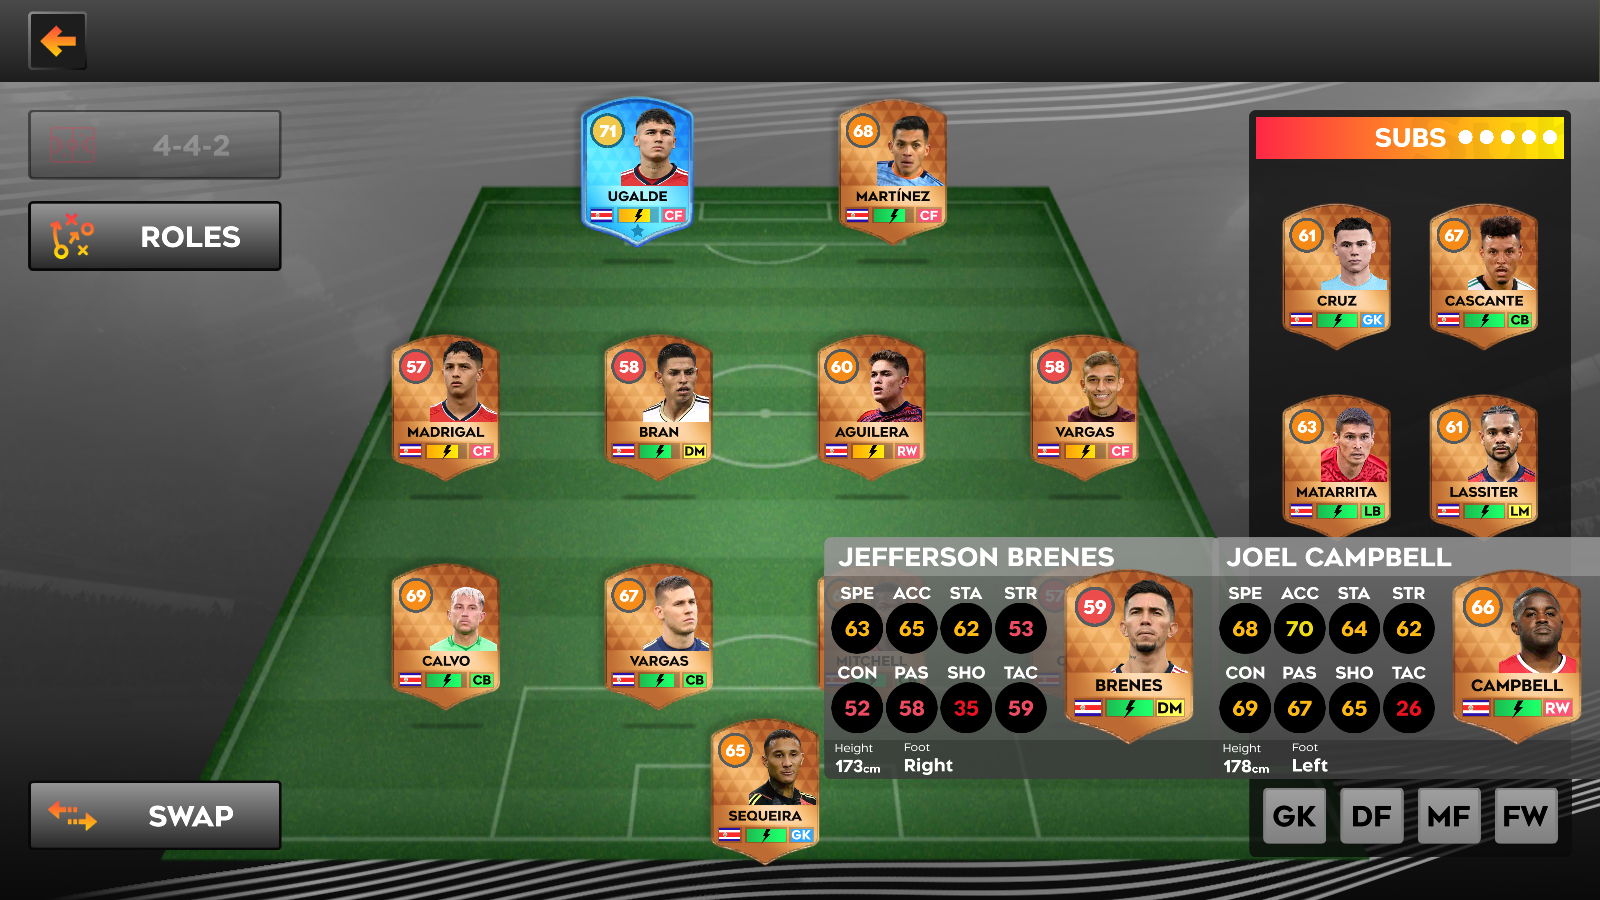 4-4-2
ROLES
SWAP
71
UGALDE
CF
68
MARTÍNEZ
CF
57
MADRIGAL
CF
58
BRAN
DM
60
AGUILERA
RW
58
VARGAS
CF
69
CALVO
CB
67
VARGAS
CB
MITCHELL
57
65
SEQUEIRA
GK
SUBS
61
CRUZ
GK
67
CASCANTE
CB
63
MATARRITA
LB
61
LASSITER
LM
JEFFERSON BRENES
SPE ACC STA STR
63 65 62 53
CON PAS SHO TAC
52 58 35 59
Height Foot
173cm Right
59
BRENES
DM
JOEL CAMPBELL
SPE ACC STA STR
68 70 64 62
CON PAS SHO TAC
69 67 65 26
Height Foot
178cm Left
66
CAMPBELL
RW
GK DF MF FW